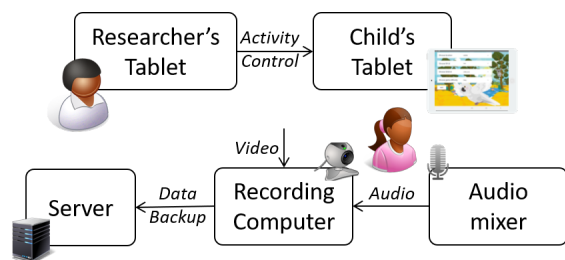 Researcher's
Tablet
Activity
Control
Child's
Tablet
Video
Server
Data
Backup
Recording
Computer
Audio
Audio
mixer